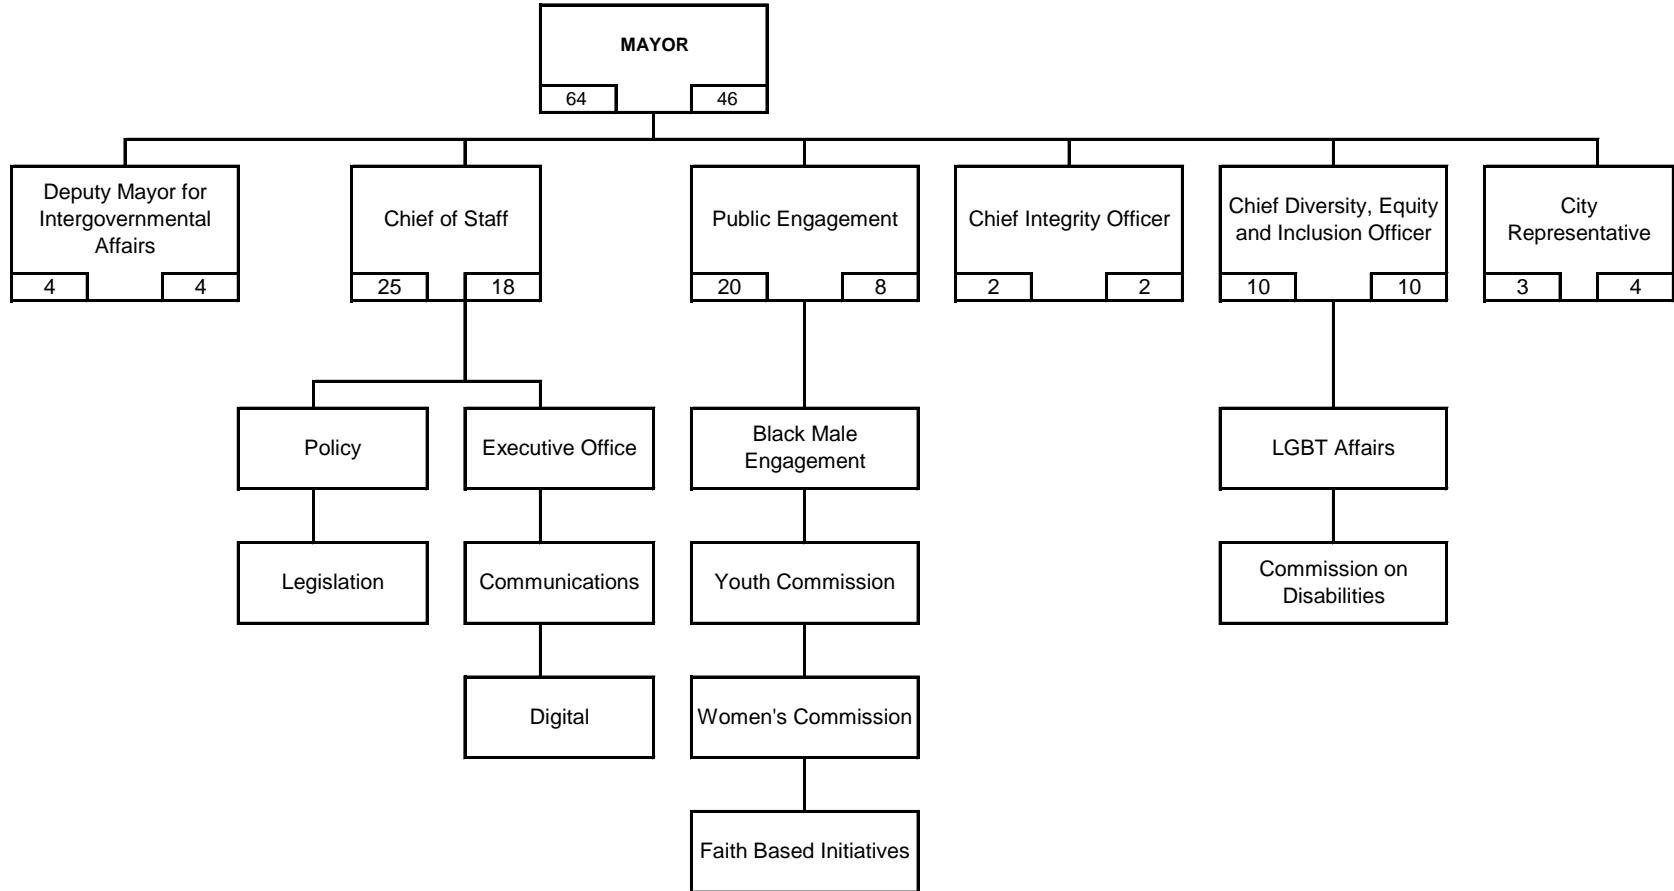 MAYOR
64 46
Deputy Mayor for
Intergovernmental
Affairs
4 4
Chief of Staff
25 18
Public Engagement
20 8
Chief Integrity Officer
2 2
Chief Diversity, Equity
and Inclusion Officer
10 10
City
Representative
3 4
Policy
Executive Office
Black Male
Engagement
LGBT Affairs
Legislation
Communications
Youth Commission
Commission on
Disabilities
Digital
Women's Commission
Faith Based Initiatives